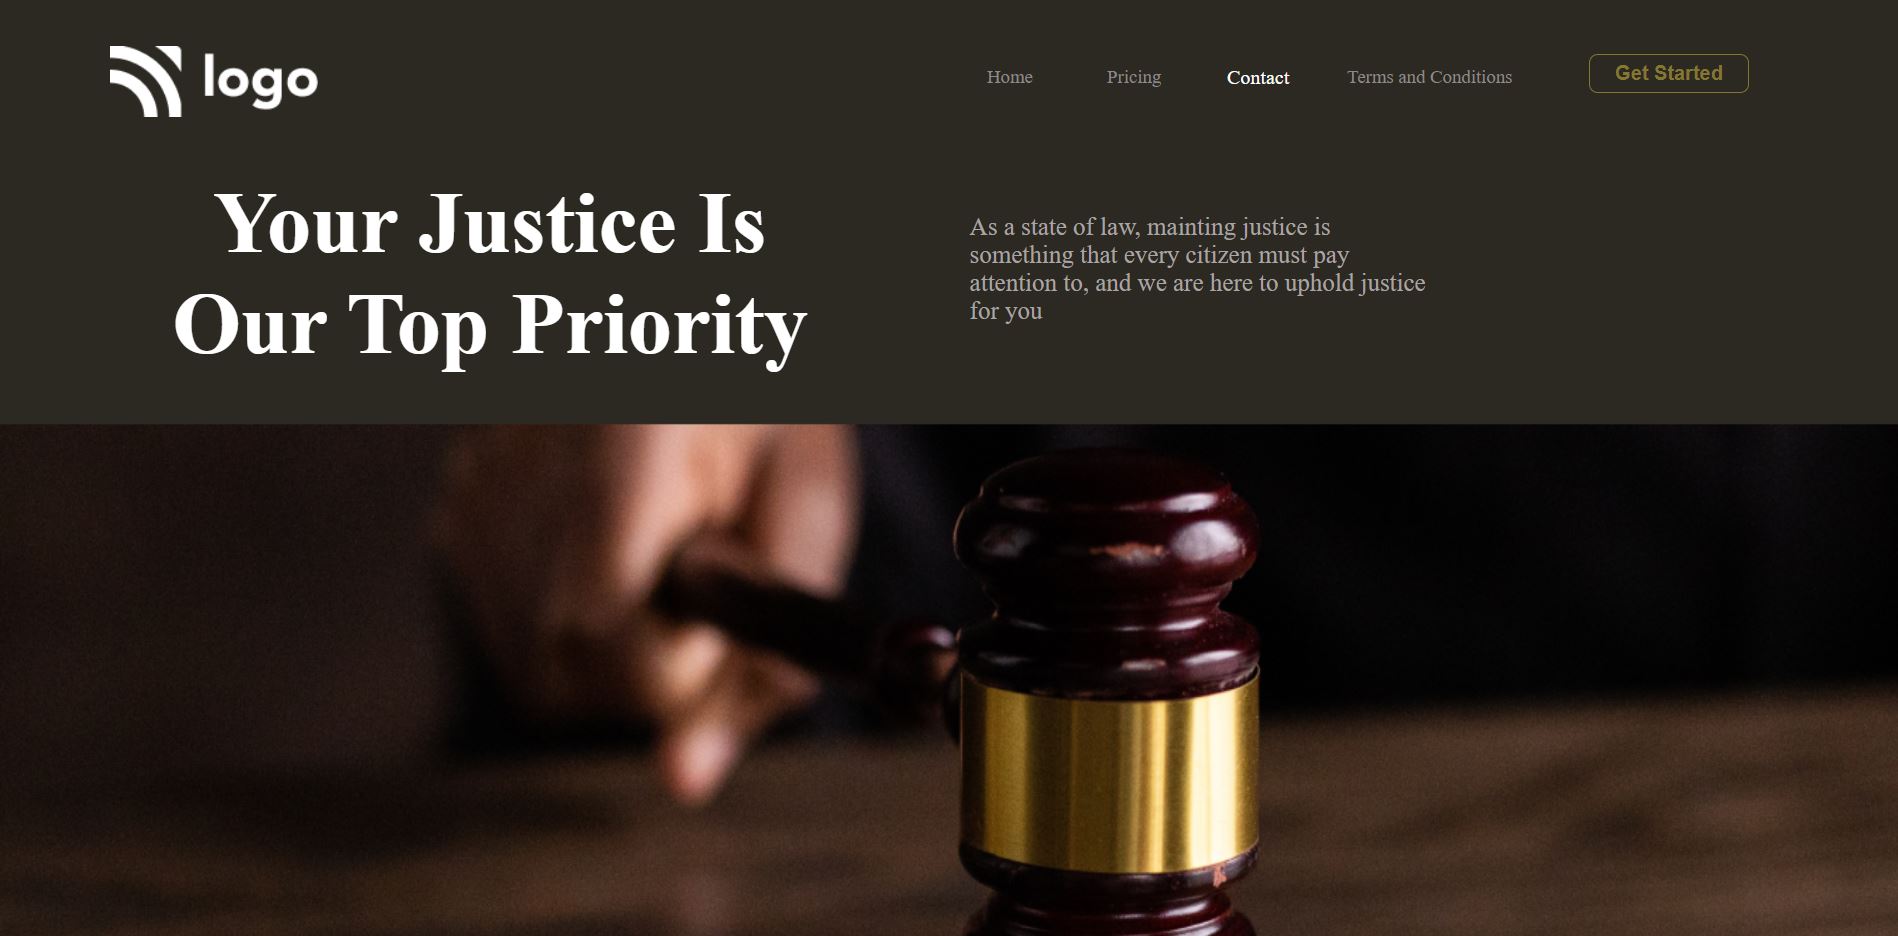 logo
Home
Pricing
Contact
Terms and Conditions
Get Started
Your Justice Is
Our Top Priority
As a state of law, mainting justice is
something that every citizen must pay
attention to, and we are here to uphold justice
for you